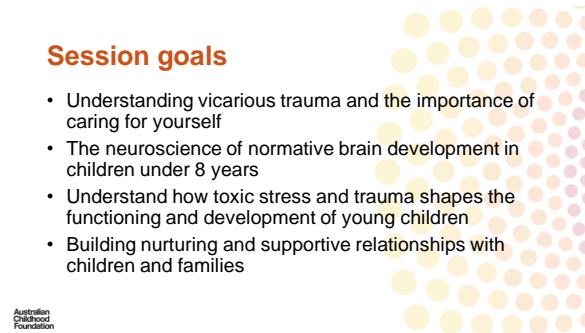 Session goals
• Understanding vicarious trauma and the importance of
caring for yourself
• The neuroscience of normative brain development in
children under 8 years
• Understand how toxic stress and trauma shapes the
functioning and development of young children
• Building nurturing and supportive relationships with
children and families
Australian
Childhood
Foundation